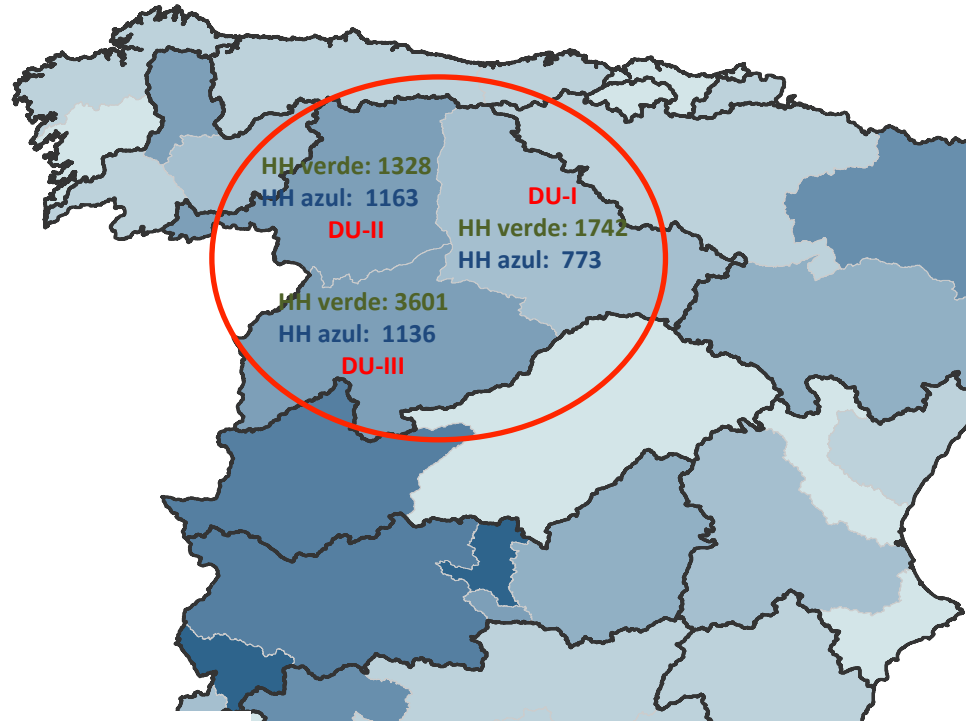 HH verde: 1328
HH azul:  1163
DU-II
DU-I
HH verde: 1742
HH azul:  773
HH verde: 3601
HH azul:  1136
DU-III